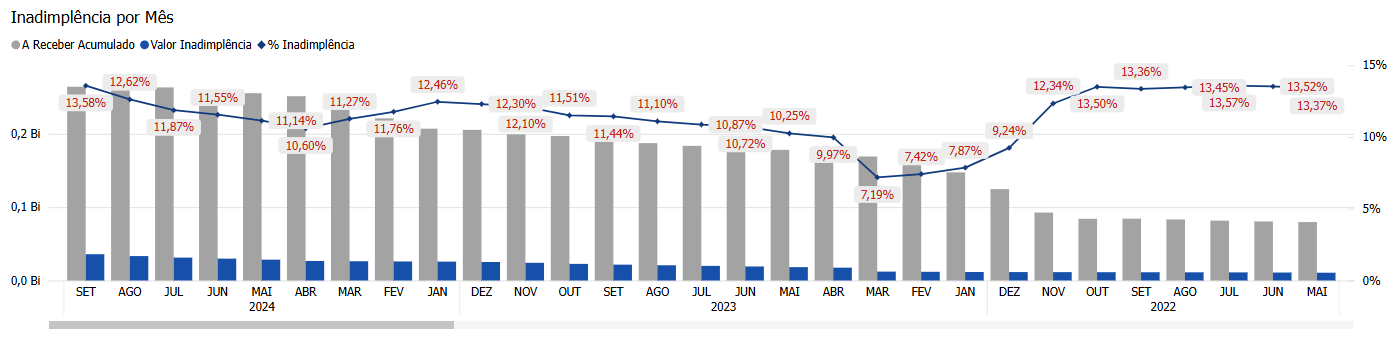 Inadimplência por Mês
A Receber Acumulado Valor Inadimplência % Inadimplência
15%
12,62% 12,46% 13,36%
13,58% 11,55% 11,27% 12,30% 11,51% 11,10% 12,34% 13,45% 13,52%
11,87% 11,14% 11,76% 12,10% 10,87% 10,25% 13,50% 13,57% 13,37%
0,2 Bi 10,60% 11,44% 10,72% 9,24% 10%
9,97% 7,42% 7,87%
7,19%
0,1 Bi 5%
0,0 Bi 0%
SET AGO JUL JUN MAI ABR MAR FEV JAN DEZ NOV OUT SET AGO JUL JUN MAI ABR MAR FEV JAN DEZ NOV OUT SET AGO JUL JUN MAI
2024 2023 2022